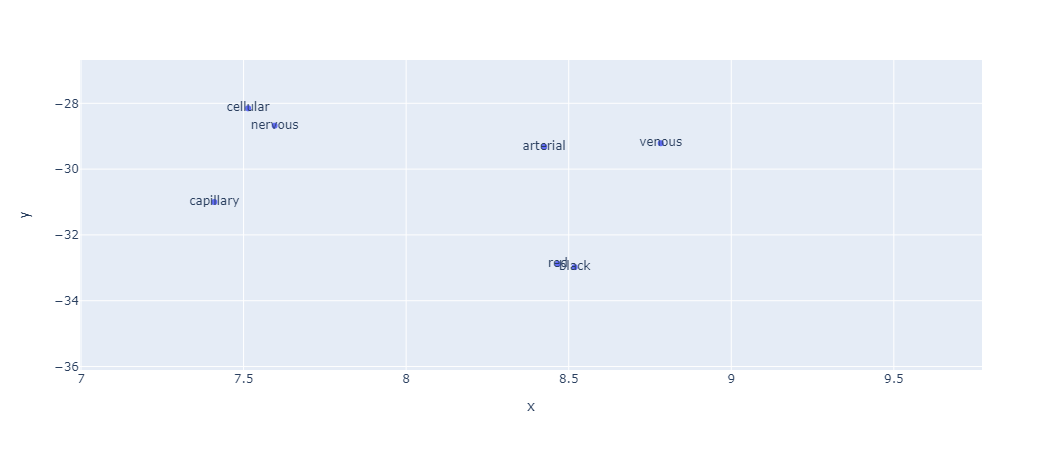 −28
cellular
nervous
arterial
venous
−30
capillary
y
−32
red
black
−34
−36
7
7.5
8
8.5
9
9.5
x